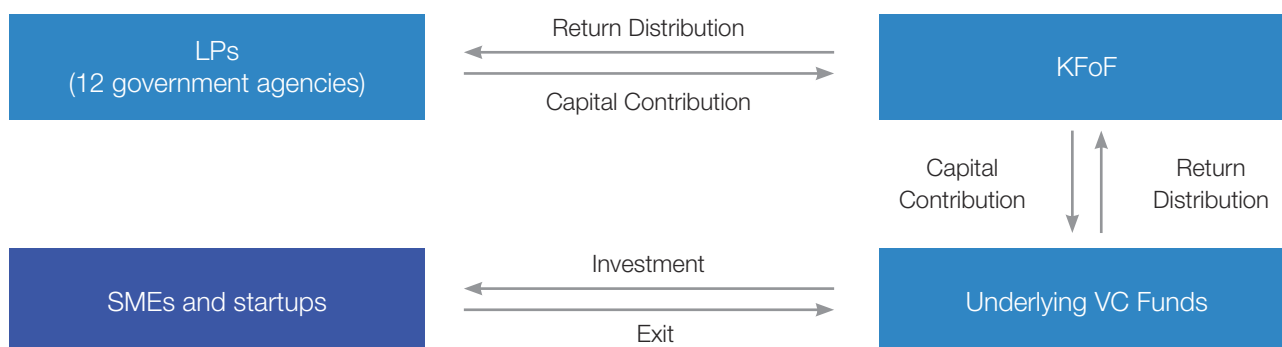 LPs
(12 government agencies)
Return Distribution
Capital Contribution
KFoF
Capital
Contribution
Return
Distribution
SMEs and startups
Investment
Exit
Underlying VC Funds